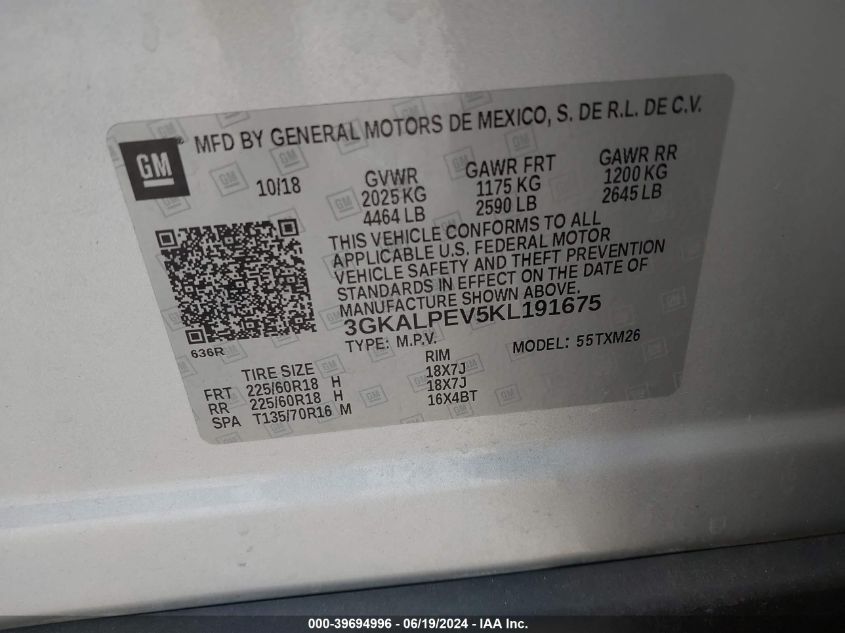 MFD BY GENERAL MOTORS DE MEXICO, S. DE R.L. DE C.V.
GM
10/18
GVWR
2025 KG
4464 LB
GAWR FRT
1175 KG
2590 LB
GAWR RR
1200 KG
2645 LB
THIS VEHICLE CONFORMS TO ALL
APPLICABLE U.S. FEDERAL MOTOR
VEHICLE SAFETY AND THEFT PREVENTION
STANDARDS IN EFFECT ON THE DATE OF
MANUFACTURE SHOWN ABOVE.
3GKALPEV5KL191675
TYPE: M.P.V.
MODEL: 55TXM26
636R
TIRE SIZE
RIM
FRT 225/60R18 H 18X7J
RR 225/60R18 H 18X7J
SPA T135/70R16 M 16X4BT
000-39694996 - 06/19/2024 - IAA Inc.